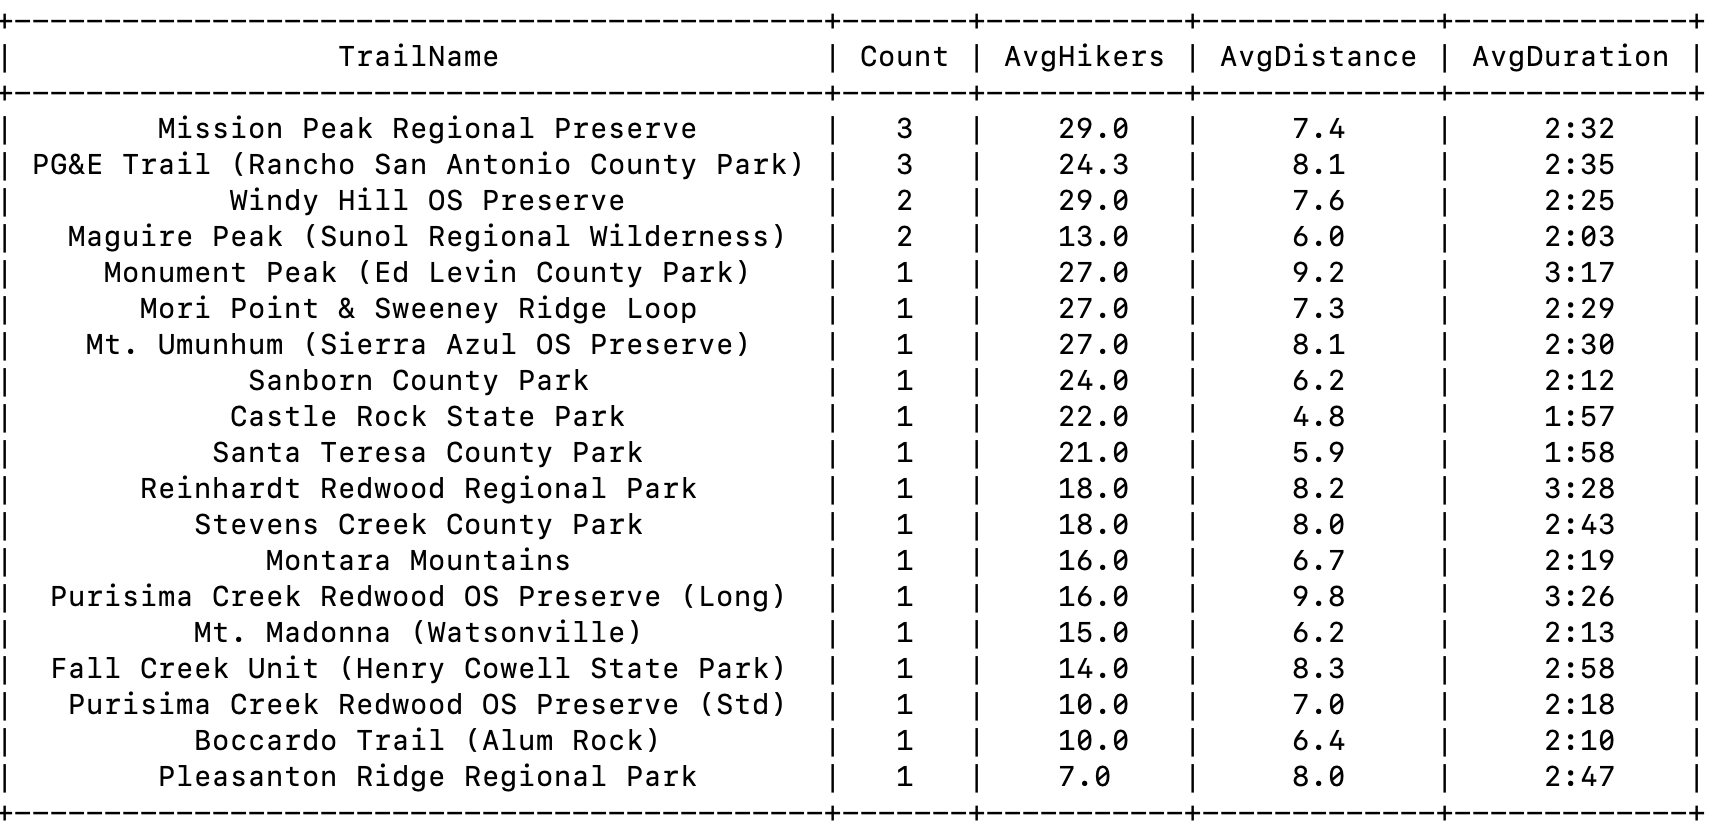 TrailName | Count | AvgHikers | AvgDistance | AvgDuration
Mission Peak Regional Preserve | 3 | 29.0 | 7.4 | 2:32
PG&E Trail (Rancho San Antonio County Park) | 3 | 24.3 | 8.1 | 2:35
Windy Hill OS Preserve | 2 | 29.0 | 7.6 | 2:25
Maguire Peak (Sunol Regional Wilderness) | 2 | 13.0 | 6.0 | 2:03
Monument Peak (Ed Levin County Park) | 1 | 27.0 | 9.2 | 3:17
Mori Point & Sweeney Ridge Loop | 1 | 27.0 | 7.3 | 2:29
Mt. Umunhum (Sierra Azul OS Preserve) | 1 | 27.0 | 8.1 | 2:30
Sanborn County Park | 1 | 24.0 | 6.2 | 2:12
Castle Rock State Park | 1 | 22.0 | 4.8 | 1:57
Santa Teresa County Park | 1 | 21.0 | 5.9 | 1:58
Reinhardt Redwood Regional Park | 1 | 18.0 | 8.2 | 3:28
Stevens Creek County Park | 1 | 18.0 | 8.0 | 2:43
Montara Mountains | 1 | 16.0 | 6.7 | 2:19
Purisima Creek Redwood OS Preserve (Long) | 1 | 16.0 | 9.8 | 3:26
Mt. Madonna (Watsonville) | 1 | 15.0 | 6.2 | 2:13
Fall Creek Unit (Henry Cowell State Park) | 1 | 14.0 | 8.3 | 2:58
Purisima Creek Redwood OS Preserve (Std) | 1 | 10.0 | 7.0 | 2:18
Boccardo Trail (Alum Rock) | 1 | 10.0 | 6.4 | 2:10
Pleasanton Ridge Regional Park | 1 | 7.0 | 8.0 | 2:47